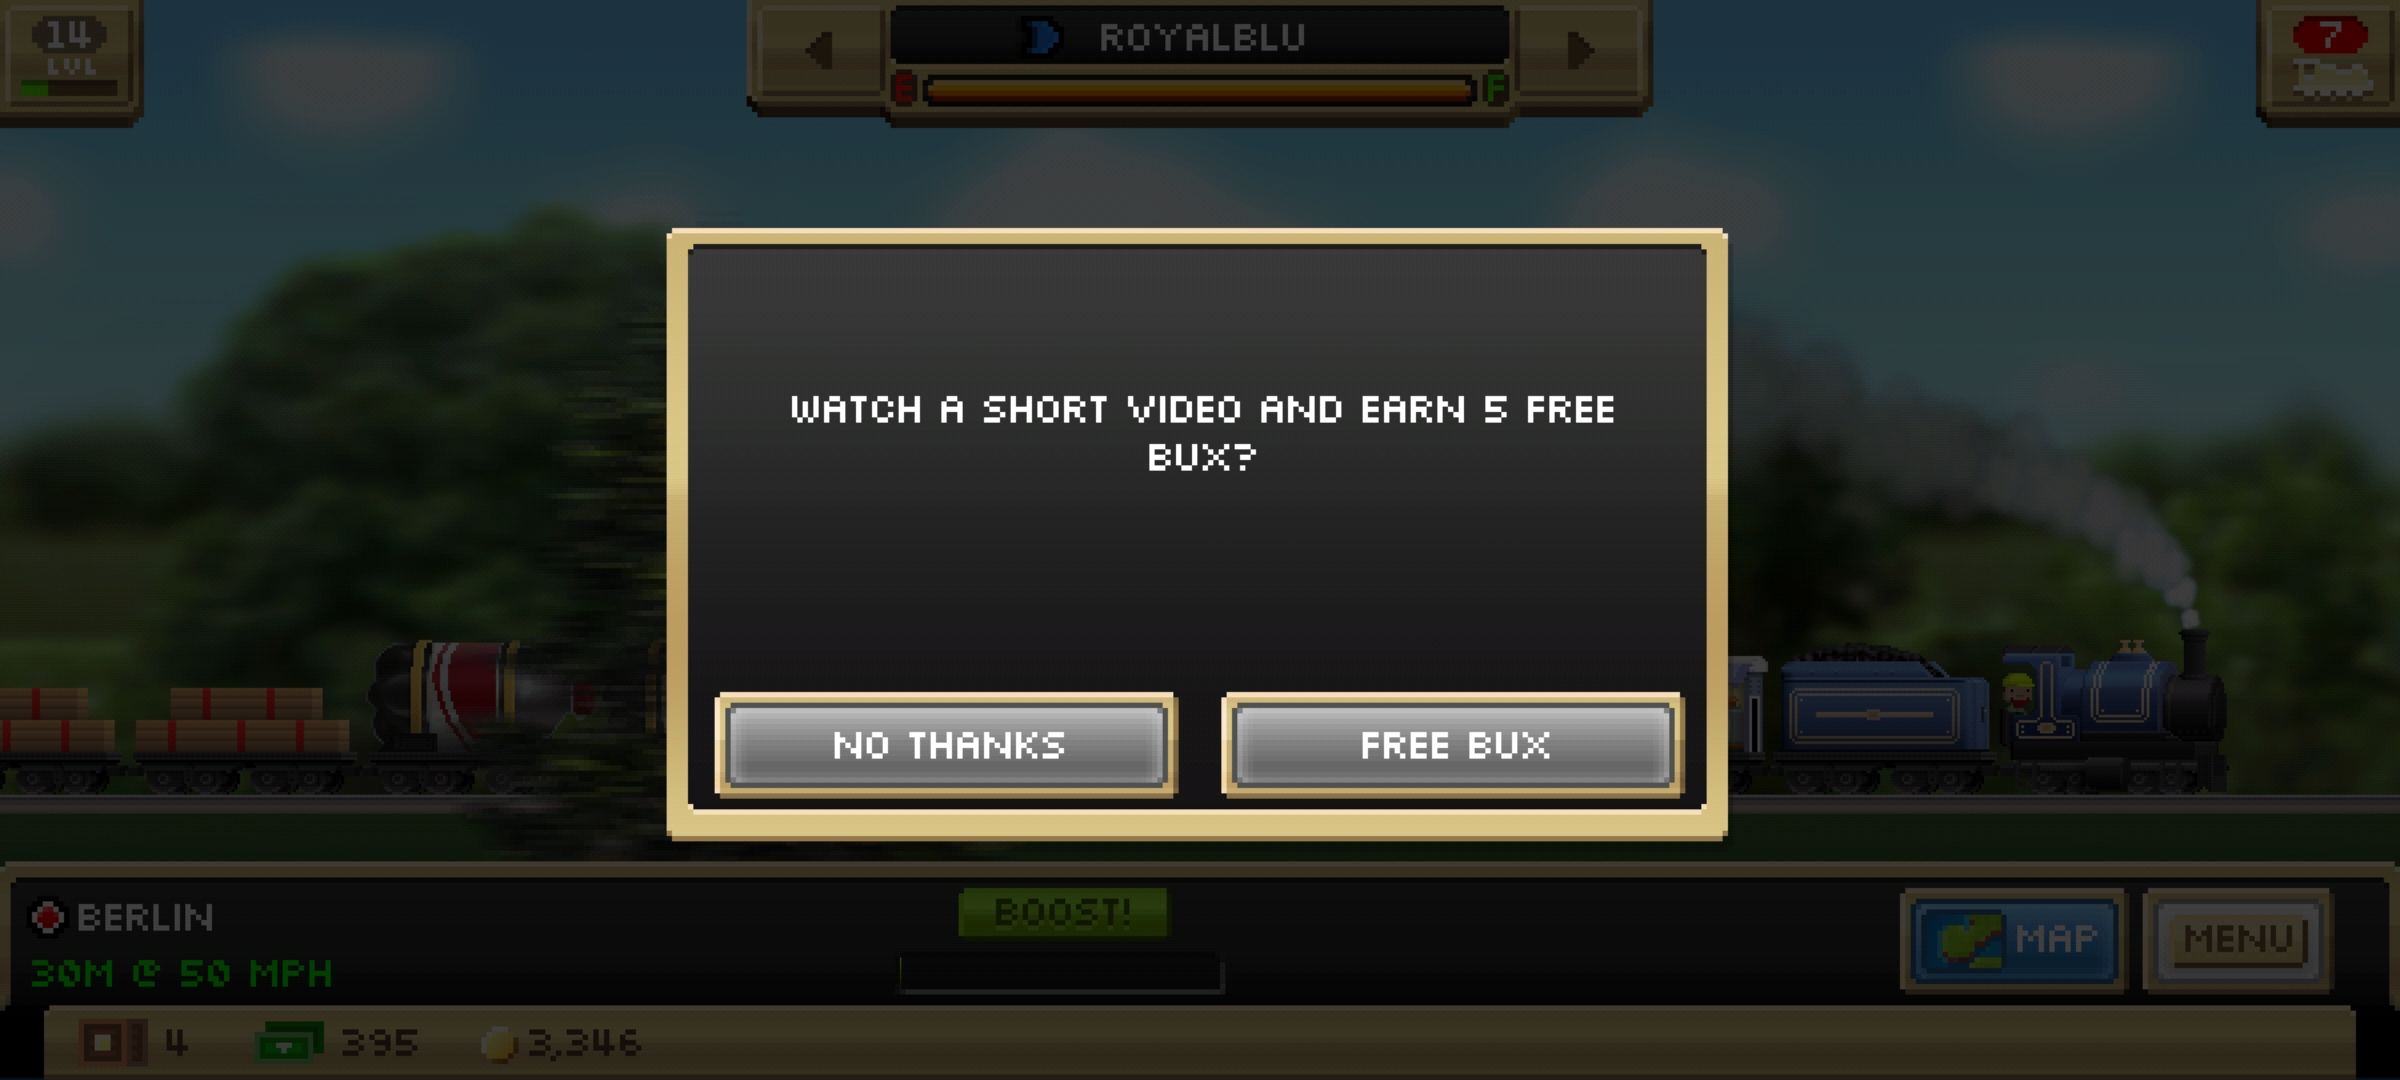 14
LVL
ROYALBLU
E F
7
WATCH A SHORT VIDEO AND EARN 5 FREE
BUX?
NO THANKS
FREE BUX
BERLIN
BOOST!
MAP
MENU
30M @ 50 MPH
4
395
3,346